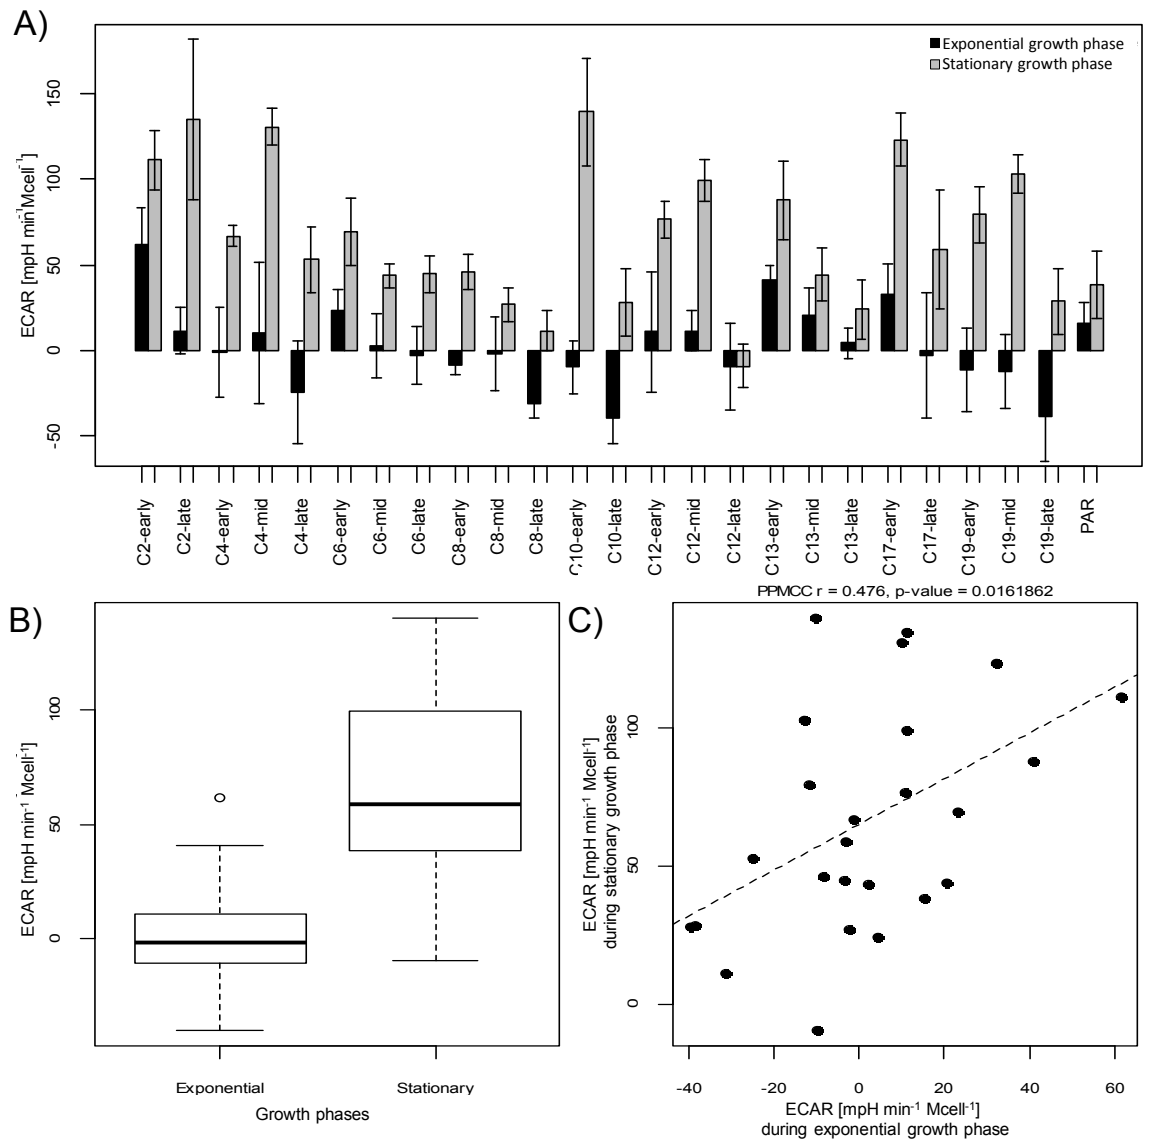 A)
Exponential growth phase
Stationary growth phase
ECAR [mpH min⁻¹Mcell⁻¹]
150
100
50
0
-50
C2-early
C2-late
C4-early
C4-mid
C4-late
C6-early
C6-mid
C6-late
C8-early
C8-mid
C8-late
C10-early
C10-late
C12-early
C12-mid
C12-late
C13-early
C13-mid
C13-late
C17-early
C17-late
C19-early
C19-mid
C19-late
PAR
B)
ECAR [mpH min⁻¹ Mcell⁻¹]
100
50
0
Exponential
Stationary
Growth phases
C)
PPMCC r = 0.476, p-value = 0.0161862
ECAR [mpH min⁻¹ Mcell⁻¹]
during stationary growth phase
100
50
0
-40
-20
0
20
40
60
ECAR [mpH min⁻¹ Mcell⁻¹]
during exponential growth phase